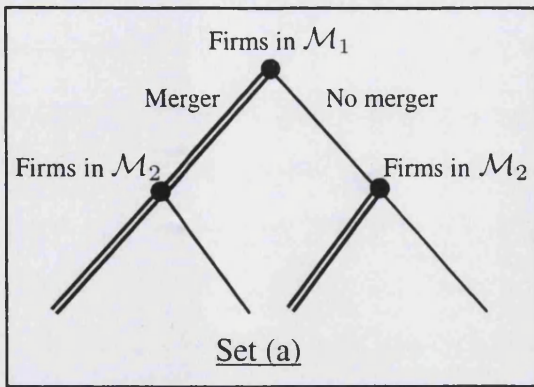 Firms in M₁
Merger
No merger
Firms in M₂
Firms in M₂
Set (a)